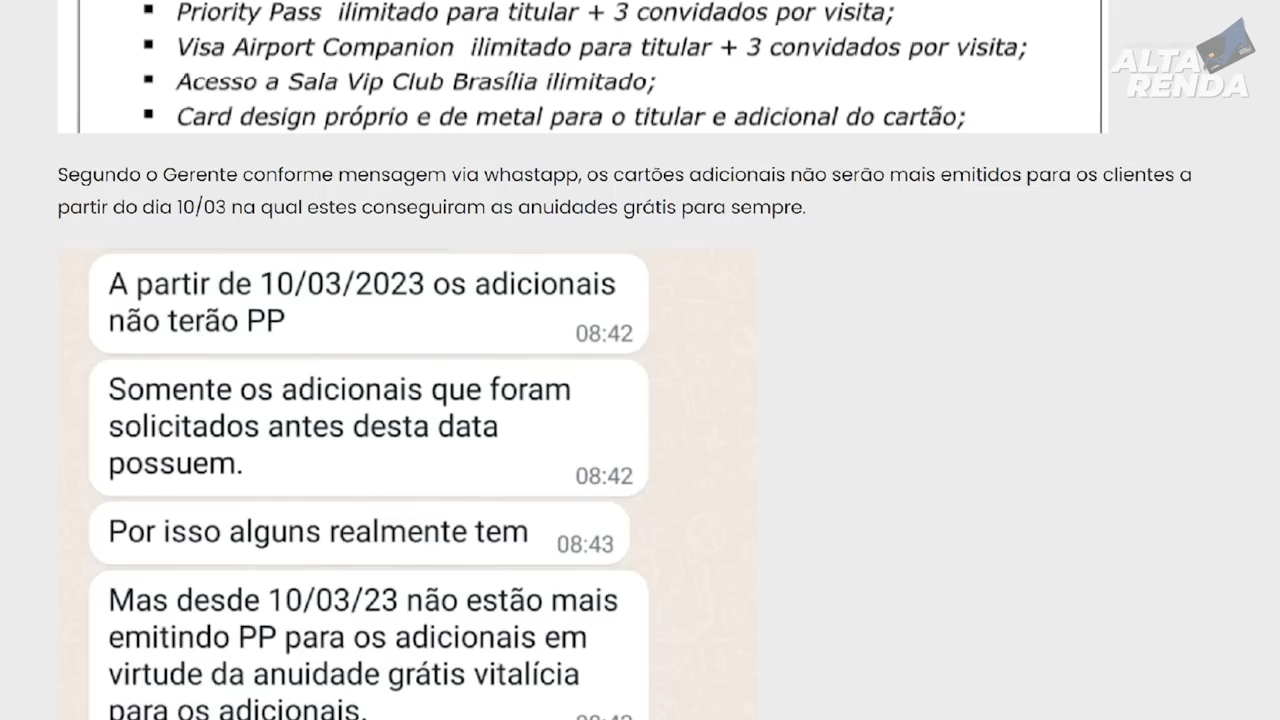 ▪ Priority Pass ilimitado para titular + 3 convidados por visita;
▪ Visa Airport Companion ilimitado para titular + 3 convidados por visita;
▪ Acesso a Sala Vip Club Brasília ilimitado;
▪ Card design próprio e de metal para o titular e adicional do cartão;
ALTA
RENDA
Segundo o Gerente conforme mensagem via whastapp, os cartões adicionais não serão mais emitidos para os clientes a
partir do dia 10/03 na qual estes conseguiram as anuidades grátis para sempre.
A partir de 10/03/2023 os adicionais
não terão PP
08:42
Somente os adicionais que foram
solicitados antes desta data
possuem.
08:42
Por isso alguns realmente tem
08:43
Mas desde 10/03/23 não estão mais
emitindo PP para os adicionais em
virtude da anuidade grátis vitalícia
para os adicionais.